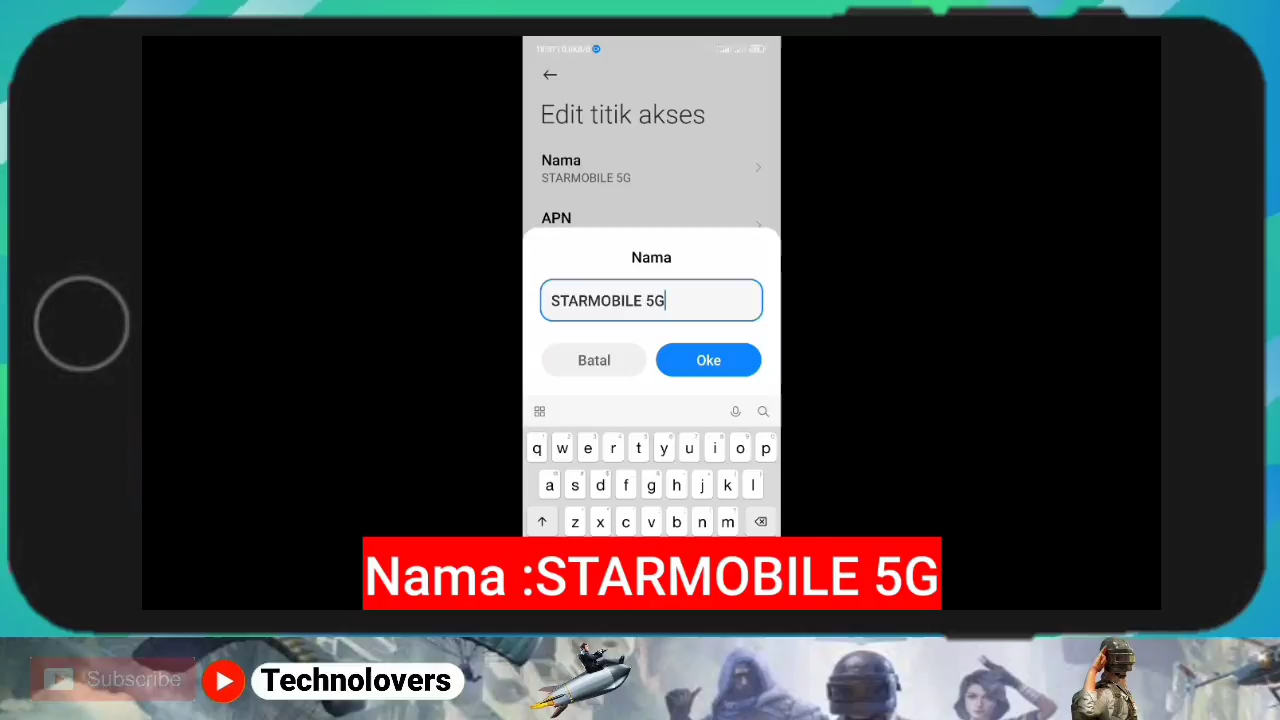 Edit titik akses
Nama
STARMOBILE 5G
APN
Nama
STARMOBILE 5G
Batal
Oke
q w e r t y u i o p
a s d f g h j k l
z x c v b n m
Nama :STARMOBILE 5G
Subscribe
Technolovers